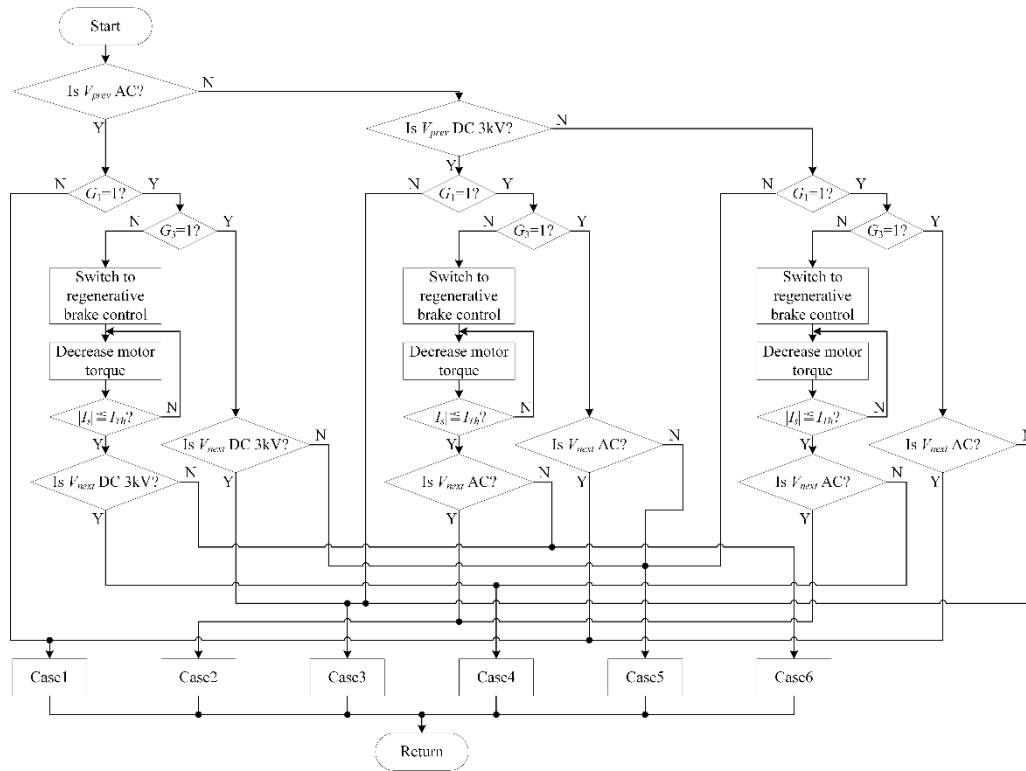 Start
Is Vprev AC?
N
Y
Is Vprev DC 3kV?
N
Y
N
G1=1?
Y
N
G1=1?
Y
N
G1=1?
Y
N
G3=1?
Y
N
G3=1?
Y
N
G3=1?
Y
Switch to
regenerative
brake control
Switch to
regenerative
brake control
Switch to
regenerative
brake control
Decrease motor
torque
Decrease motor
torque
Decrease motor
torque
|Is|≦ITh?
N
Y
Is|≦ITh?
N
Y
|Is|≦ITh?
N
Y
Is Vnext DC 3kV?
N
Y
Is Vnext AC?
N
Y
Is Vnext AC?
N
Y
Is Vnext DC 3kV?
N
Y
Is Vnext AC?
N
Y
Is Vnext AC?
N
Y
Case1
Case2
Case3
Case4
Case5
Case6
Return